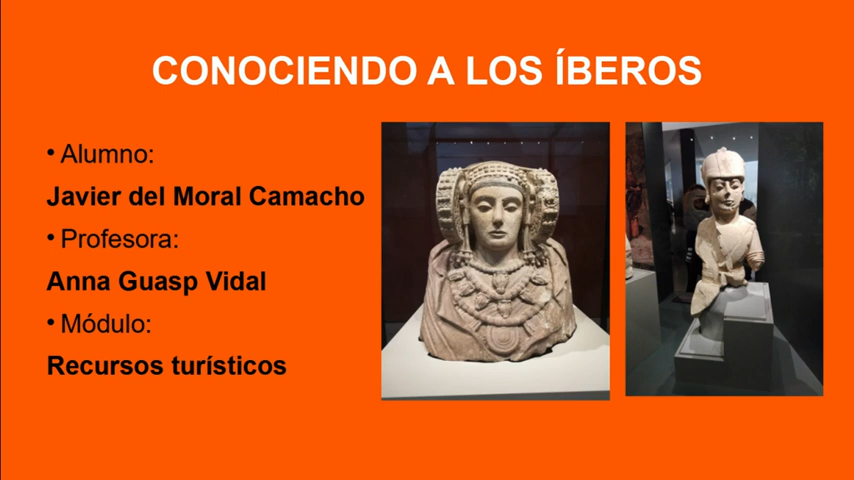 CONOCIENDO A LOS ÍBEROS
• Alumno:
Javier del Moral Camacho
• Profesora:
Anna Guasp Vidal
• Módulo:
Recursos turísticos